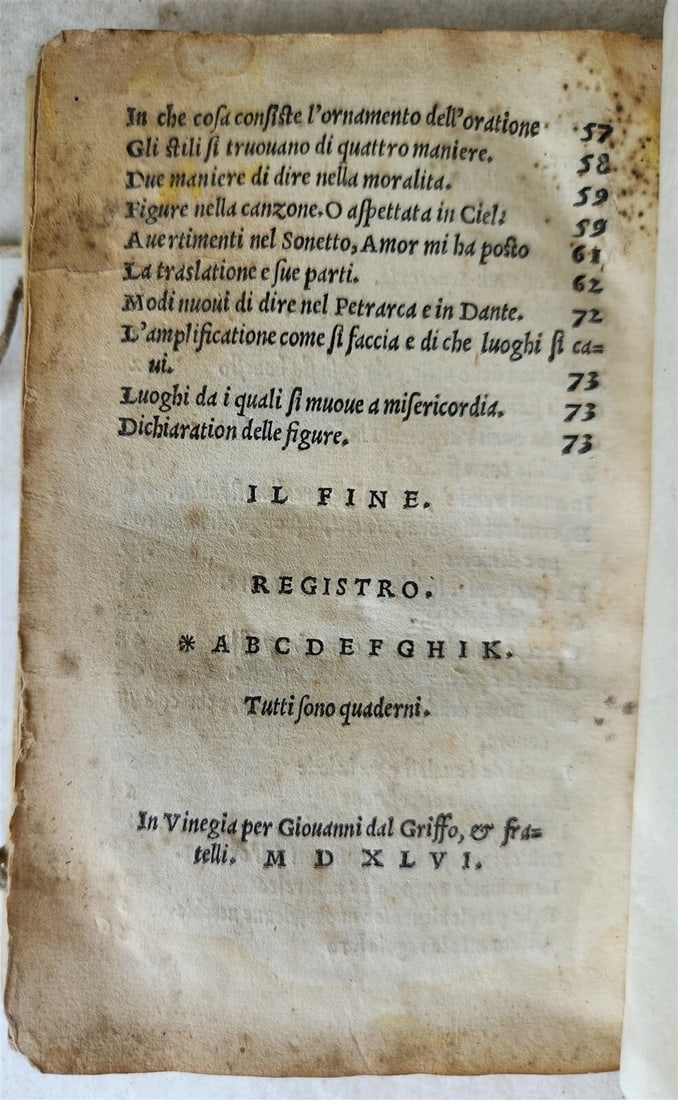 In che coſa conſiſte l'ornamento dell'oratione 57
Gli ſtili ſi truouano di quattro maniere. 58
Due maniere di dire nella moralita. 59
Figure nella canzone.O aſpettata in Ciel: 59
Auertimenti nel Sonetto, Amor mi ha poſto 61
La traslatione e ſue parti. 62
Modi nuoui di dire nel Petrarca e in Dante. 72
L'amplificatione come ſi faccia e di che luoghi ſi ca=
ui. 73
Luoghi da i quali ſi muoue a miſericordia. 73
Dichiaration delle figure. 73
IL FINE.
REGISTRO.
* A B C D E F G H I K.
Tutti ſono quaderni.
In Vinegia per Giouanni dal Griffo, & fra=
telli. M D XLVI.